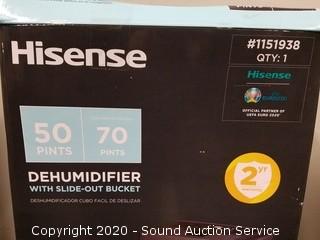 Hisense
#1151938
QTY: 1
Hisense
OFFICIAL PARTNER OF
UEFA EURO 2020
50
PINTS
70
PINTS
DEHUMIDIFIER
WITH SLIDE-OUT BUCKET
DESHUMIDIFICADOR CUBO FACIL DE DESLIZAR
2 yr
Copyright 2020 - Sound Auction Service